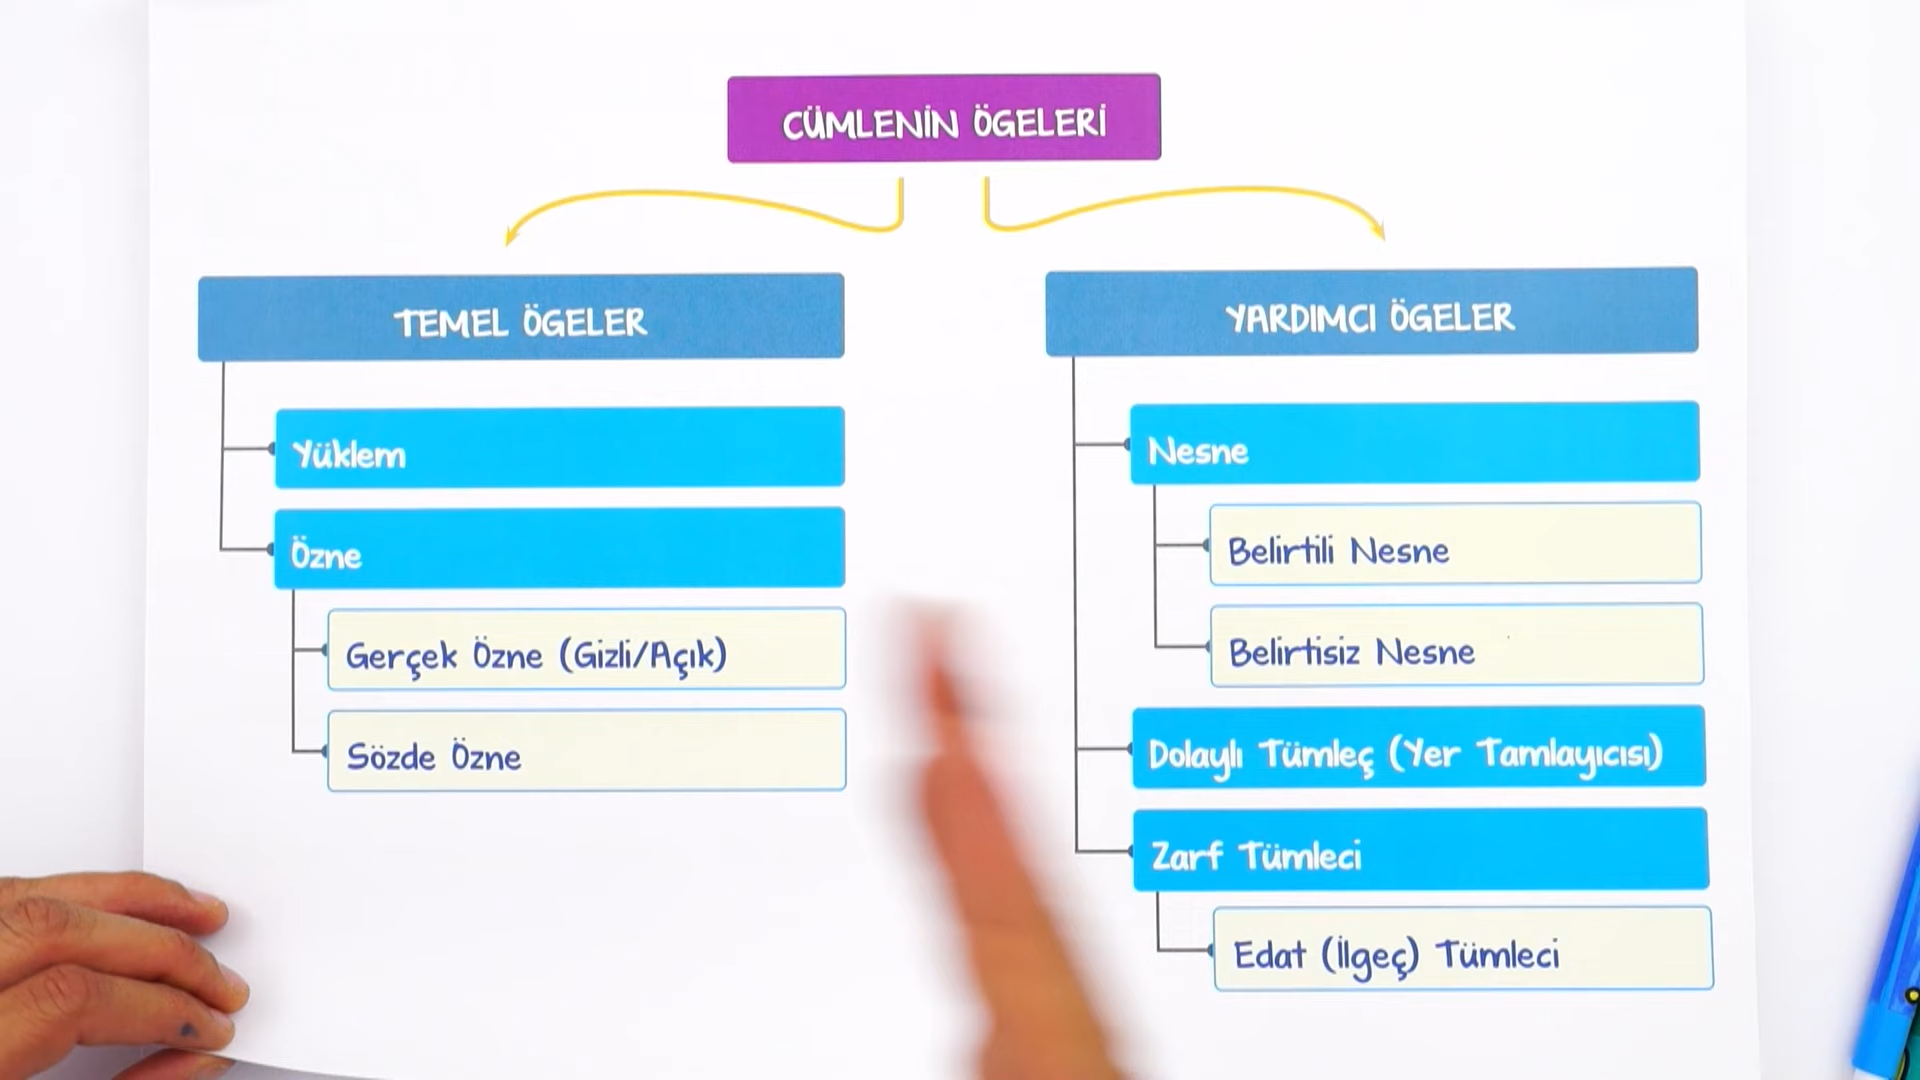 CÜMLENİN ÖGELERİ
TEMEL ÖGELER
Yüklem
Özne
Gerçek Özne (Gizli/Açık)
Sözde Özne
YARDIMCI ÖGELER
Nesne
Belirtili Nesne
Belirtisiz Nesne
Dolaylı Tümleç (Yer Tamlayıcısı)
Zarf Tümleci
Edat (İlgeç) Tümleci